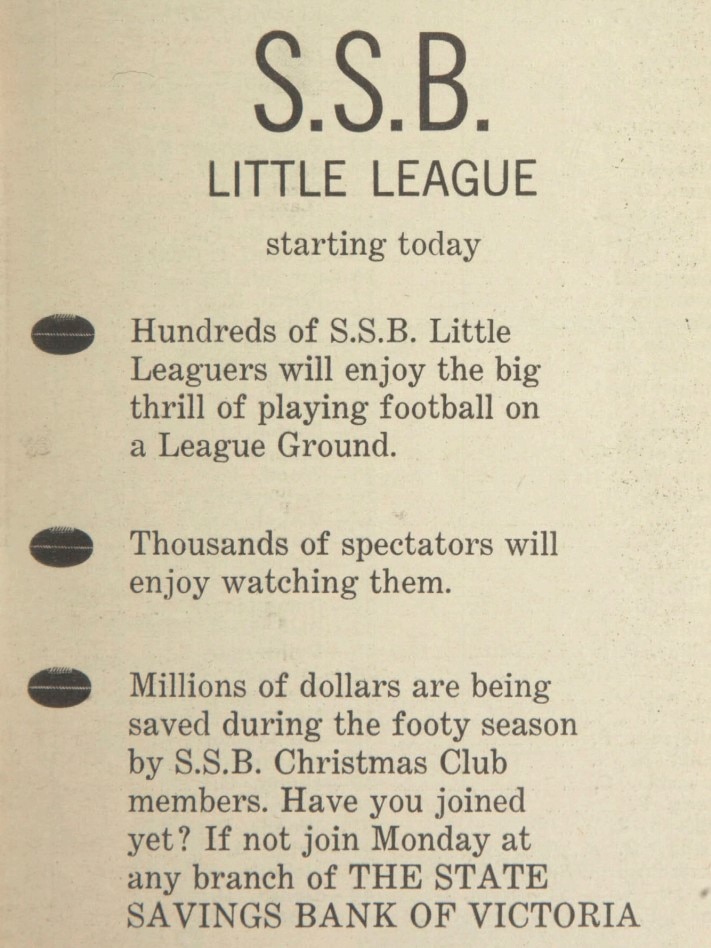 S.S.B.
LITTLE LEAGUE
starting today
Hundreds of S.S.B. Little
Leaguers will enjoy the big
thrill of playing football on
a League Ground.
Thousands of spectators will
enjoy watching them.
Millions of dollars are being
saved during the footy season
by S.S.B. Christmas Club
members. Have you joined
yet? If not join Monday at
any branch of THE STATE
SAVINGS BANK OF VICTORIA